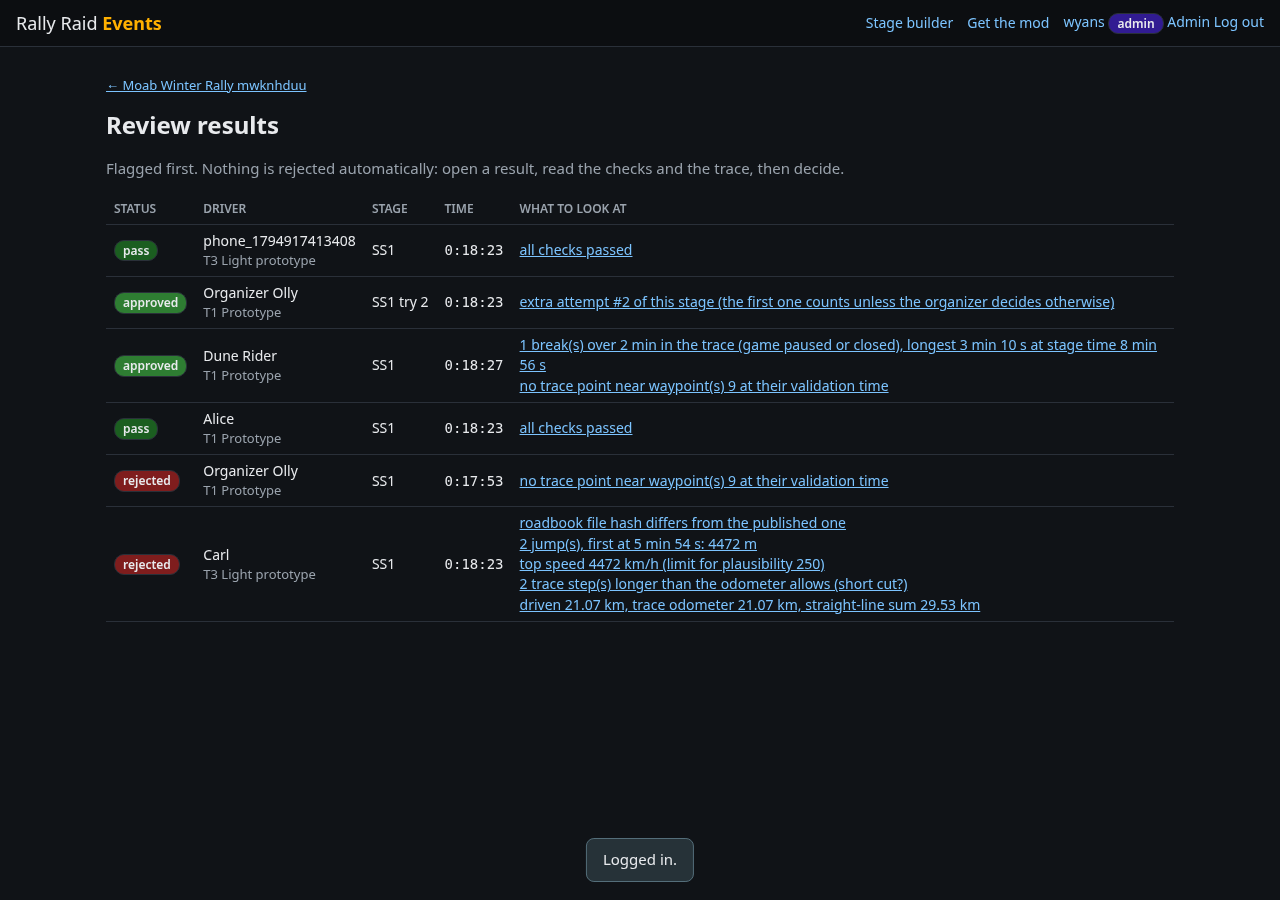 Rally Raid Events
Stage builder Get the mod wyans admin Admin Log out
← Moab Winter Rally mwknhduu
Review results
Flagged first. Nothing is rejected automatically: open a result, read the checks and the trace, then decide.
STATUS DRIVER STAGE TIME WHAT TO LOOK AT
pass phone_1794917413408 SS1 0:18:23 all checks passed
T3 Light prototype
approved Organizer Olly SS1 try 2 0:18:23 extra attempt #2 of this stage (the first one counts unless the organizer decides otherwise)
T1 Prototype
approved Dune Rider SS1 0:18:27 1 break(s) over 2 min in the trace (game paused or closed), longest 3 min 10 s at stage time 8 min
56 s
T1 Prototype
no trace point near waypoint(s) 9 at their validation time
pass Alice SS1 0:18:23 all checks passed
T1 Prototype
rejected Organizer Olly SS1 0:17:53 no trace point near waypoint(s) 9 at their validation time
T1 Prototype
rejected Carl SS1 0:18:23 roadbook file hash differs from the published one
T3 Light prototype
2 jump(s), first at 5 min 54 s: 4472 m
top speed 4472 km/h (limit for plausibility 250)
2 trace step(s) longer than the odometer allows (short cut?)
driven 21.07 km, trace odometer 21.07 km, straight-line sum 29.53 km
Logged in.